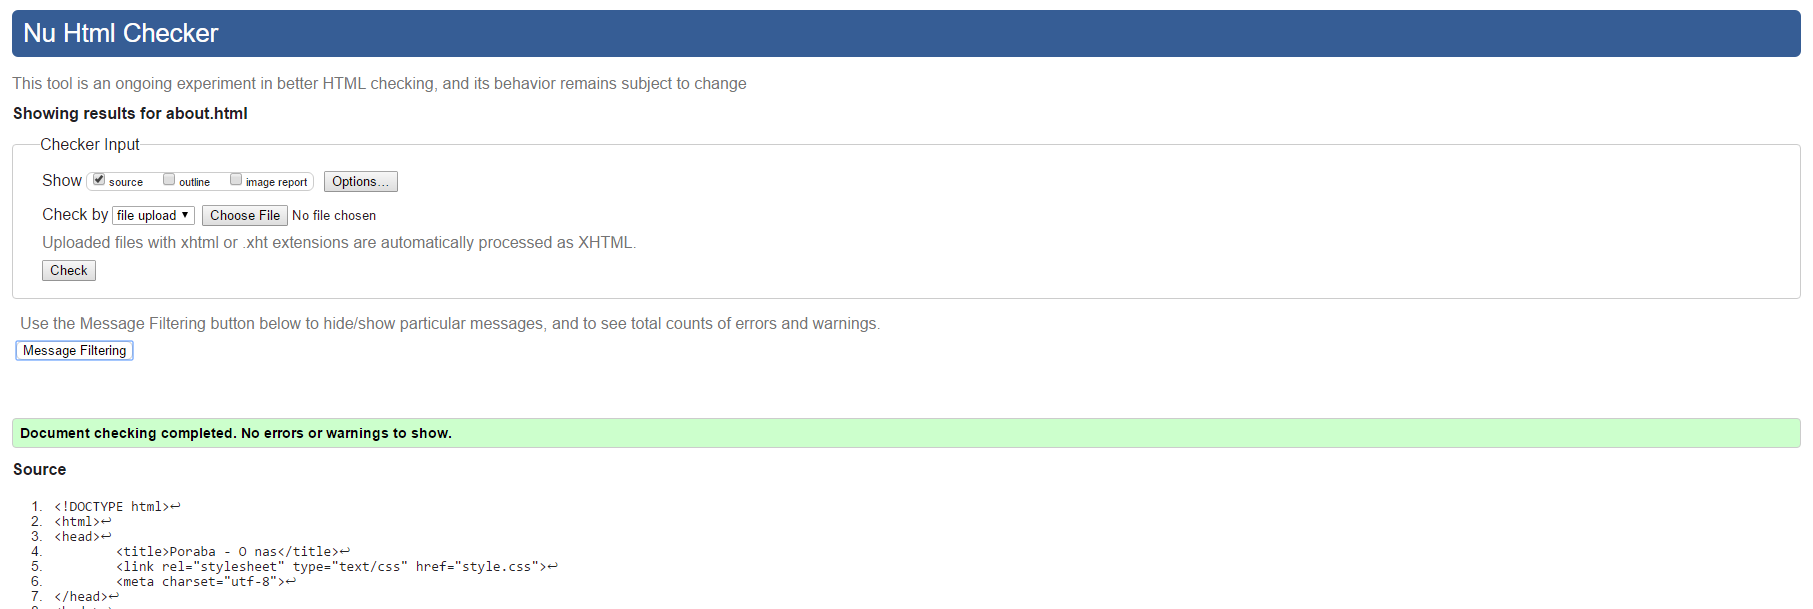 Nu Html Checker
This tool is an ongoing experiment in better HTML checking, and its behavior remains subject to change
Showing results for about.html
Checker Input
Show source outline image report Options...
Check by file upload Choose File No file chosen
Uploaded files with xhtml or .xht extensions are automatically processed as XHTML.
Check
Use the Message Filtering button below to hide/show particular messages, and to see total counts of errors and warnings.
Message Filtering
Document checking completed. No errors or warnings to show.
Source
1. <!DOCTYPE html>↩
2. <html>↩
3. <head>↩
4. <title>Poraba - O nas</title>↩
5. <link rel="stylesheet" type="text/css" href="style.css">↩
6. <meta charset="utf-8">↩
7. </head>↩